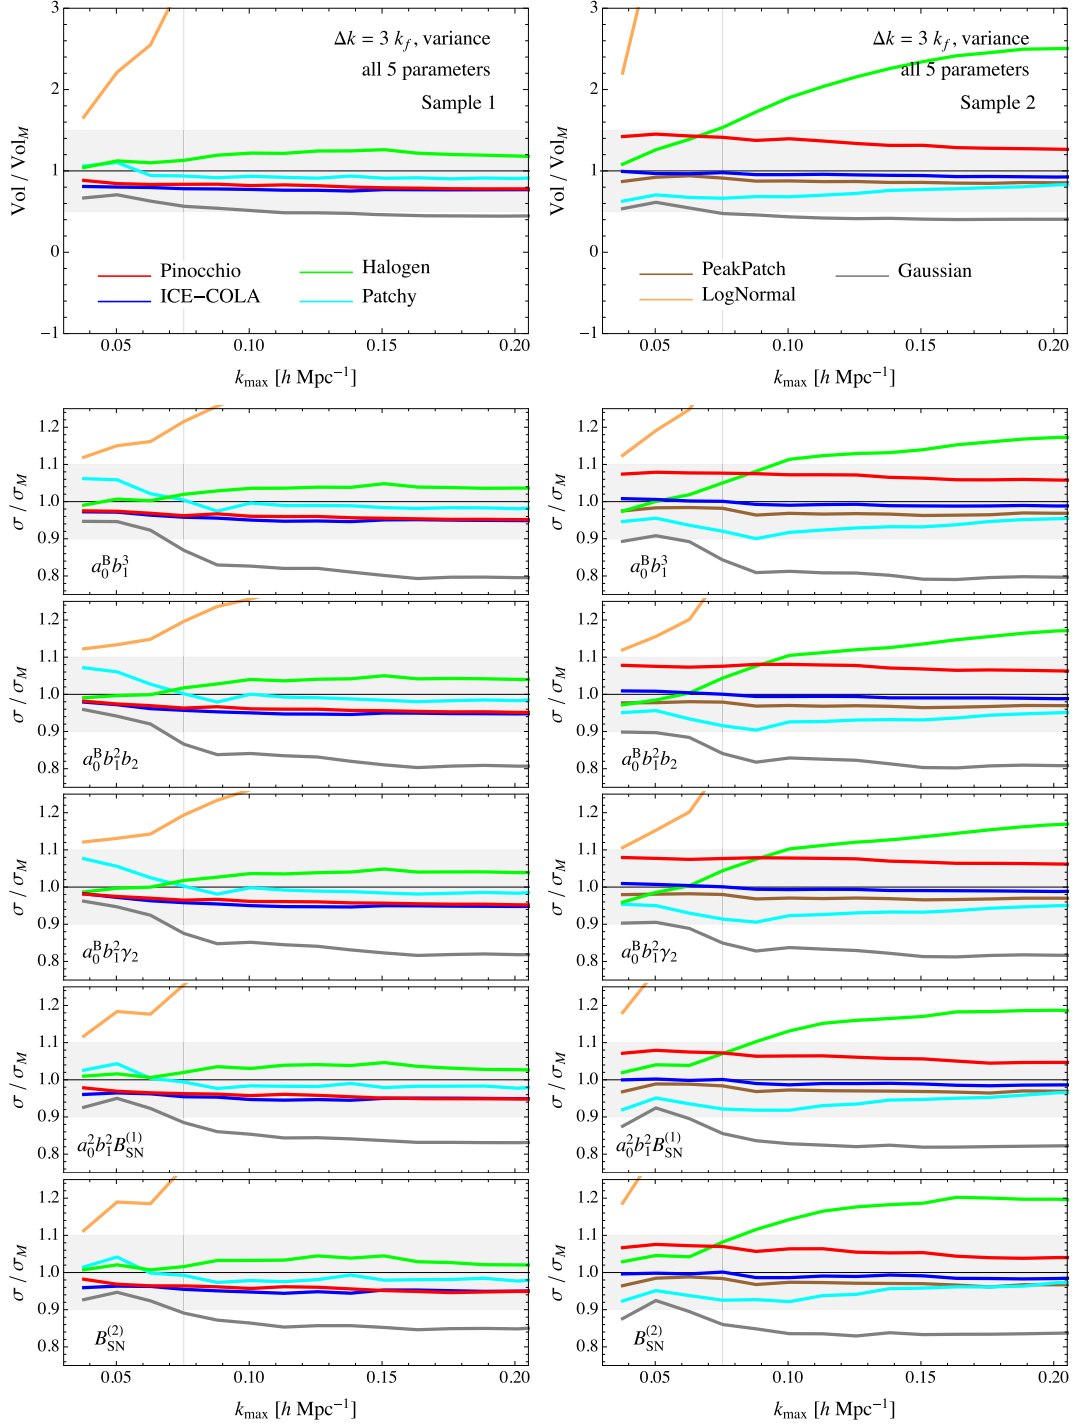 3
2
1
0
−1
Vol / Vol_M
Δk = 3 k_f, variance
all 5 parameters
Sample 1
Pinocchio
ICE−COLA
Halogen
Patchy
0.05 0.10 0.15 0.20
k_max [h Mpc⁻¹]
3
2
1
0
−1
Vol / Vol_M
Δk = 3 k_f, variance
all 5 parameters
Sample 2
PeakPatch
LogNormal
Gaussian
0.05 0.10 0.15 0.20
k_max [h Mpc⁻¹]
1.2
1.1
1.0
0.9
0.8
σ / σ_M
a_0^B b_1^3
1.2
1.1
1.0
0.9
0.8
σ / σ_M
a_0^B b_1^3
1.2
1.1
1.0
0.9
0.8
σ / σ_M
a_0^B b_1^2 b_2
1.2
1.1
1.0
0.9
0.8
σ / σ_M
a_0^B b_1^2 b_2
1.2
1.1
1.0
0.9
0.8
σ / σ_M
a_0^B b_1^2 γ_2
1.2
1.1
1.0
0.9
0.8
σ / σ_M
a_0^B b_1^2 γ_2
1.2
1.1
1.0
0.9
0.8
σ / σ_M
a_0^2 b_1^2 B_SN^(1)
1.2
1.1
1.0
0.9
0.8
σ / σ_M
a_0^2 b_1^2 B_SN^(1)
1.2
1.1
1.0
0.9
0.8
σ / σ_M
B_SN^(2)
0.05 0.10 0.15 0.20
k_max [h Mpc⁻¹]
1.2
1.1
1.0
0.9
0.8
σ / σ_M
B_SN^(2)
0.05 0.10 0.15 0.20
k_max [h Mpc⁻¹]